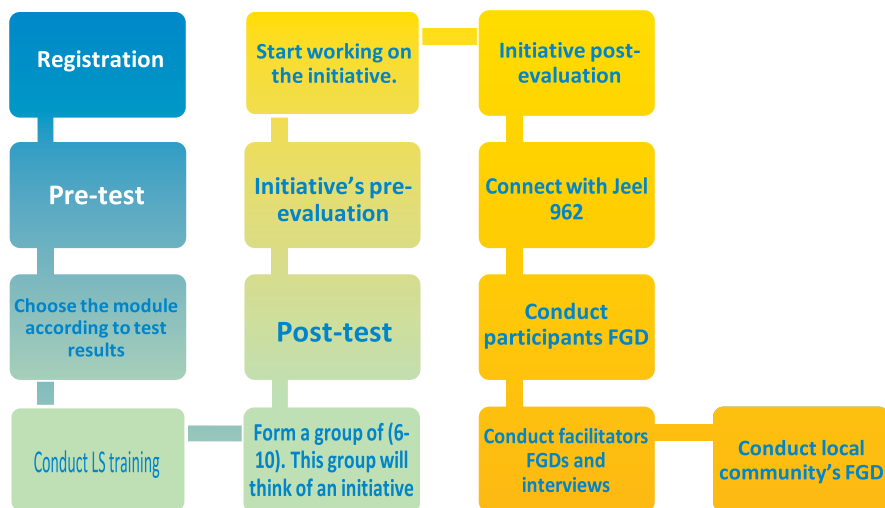 Registration
Pre-test
Choose the module
according to test
results
Conduct LS training
Form a group of (6-
10). This group will
think of an initiative
Post-test
Initiative’s pre-
evaluation
Start working on
the initiative.
Initiative post-
evaluation
Connect with Jeel
962
Conduct
participants FGD
Conduct facilitators
FGDs and
interviews
Conduct local
community’s FGD